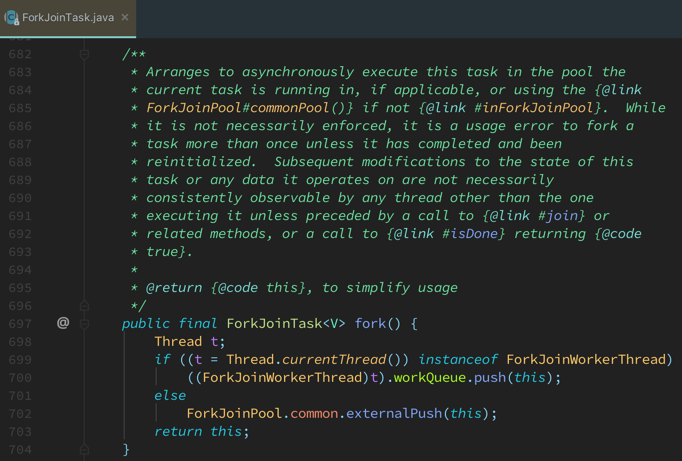 ForkJoinTask.java ×
682 /**
683 * Arranges to asynchronously execute this task in the pool the
684 * current task is running in, if applicable, or using the {@link
685 * ForkJoinPool#commonPool()} if not {@link #inForkJoinPool}.  While
686 * it is not necessarily enforced, it is a usage error to fork a
687 * task more than once unless it has completed and been
688 * reinitialized.  Subsequent modifications to the state of this
689 * task or any data it operates on are not necessarily
690 * consistently observable by any thread other than the one
691 * executing it unless preceded by a call to {@link #join} or
692 * related methods, or a call to {@link #isDone} returning {@code
693 * true}.
694 *
695 * @return {@code this}, to simplify usage
696 */
697 @ public final ForkJoinTask<V> fork() {
698 Thread t;
699 if ((t = Thread.currentThread()) instanceof ForkJoinWorkerThread)
700 ((ForkJoinWorkerThread)t).workQueue.push(this);
701 else
702 ForkJoinPool.common.externalPush(this);
703 return this;
704 }